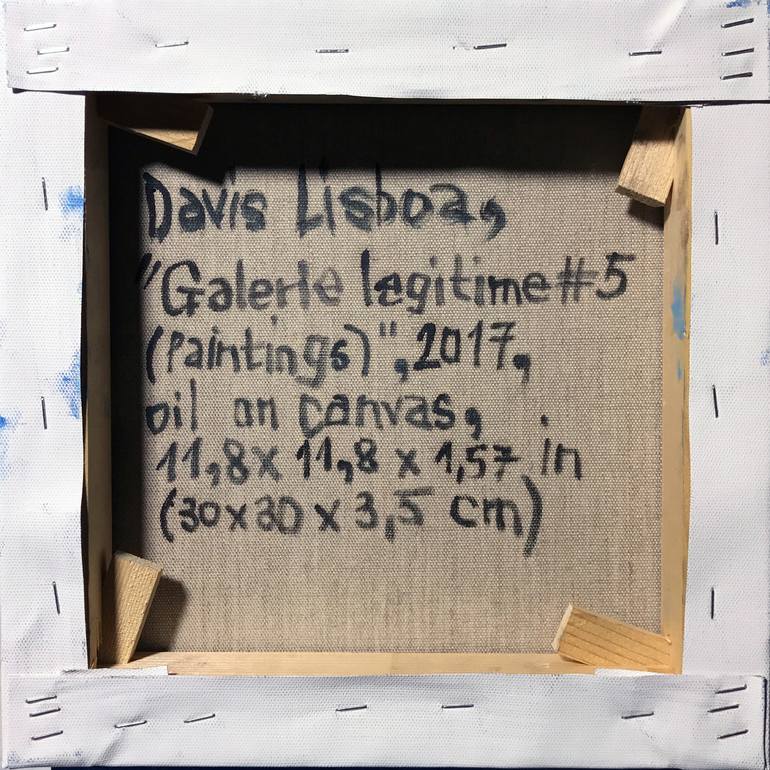 Davis Lisboa,
"Galerie legitime #5
(paintings)", 2017,
oil on canvas,
11,8 x 11,8 x 1,57 in
(30 x 30 x 3,5 cm)